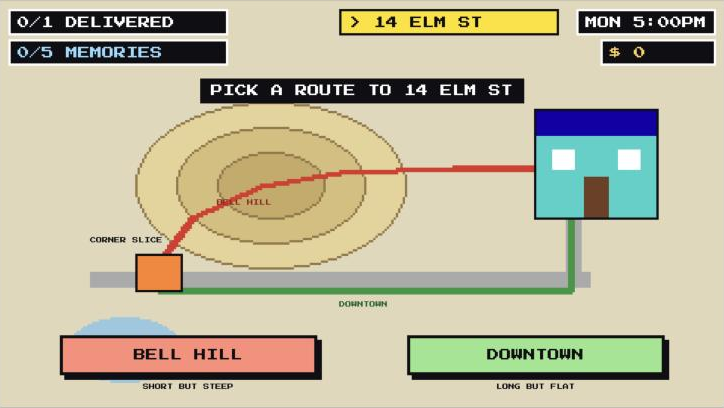 0/1 DELIVERED
> 14 ELM ST
MON 5:00PM
0/5 MEMORIES
$ 0
PICK A ROUTE TO 14 ELM ST
BELL HILL
CORNER SLICE
DOWNTOWN
BELL HILL
DOWNTOWN
SHORT BUT STEEP
LONG BUT FLAT